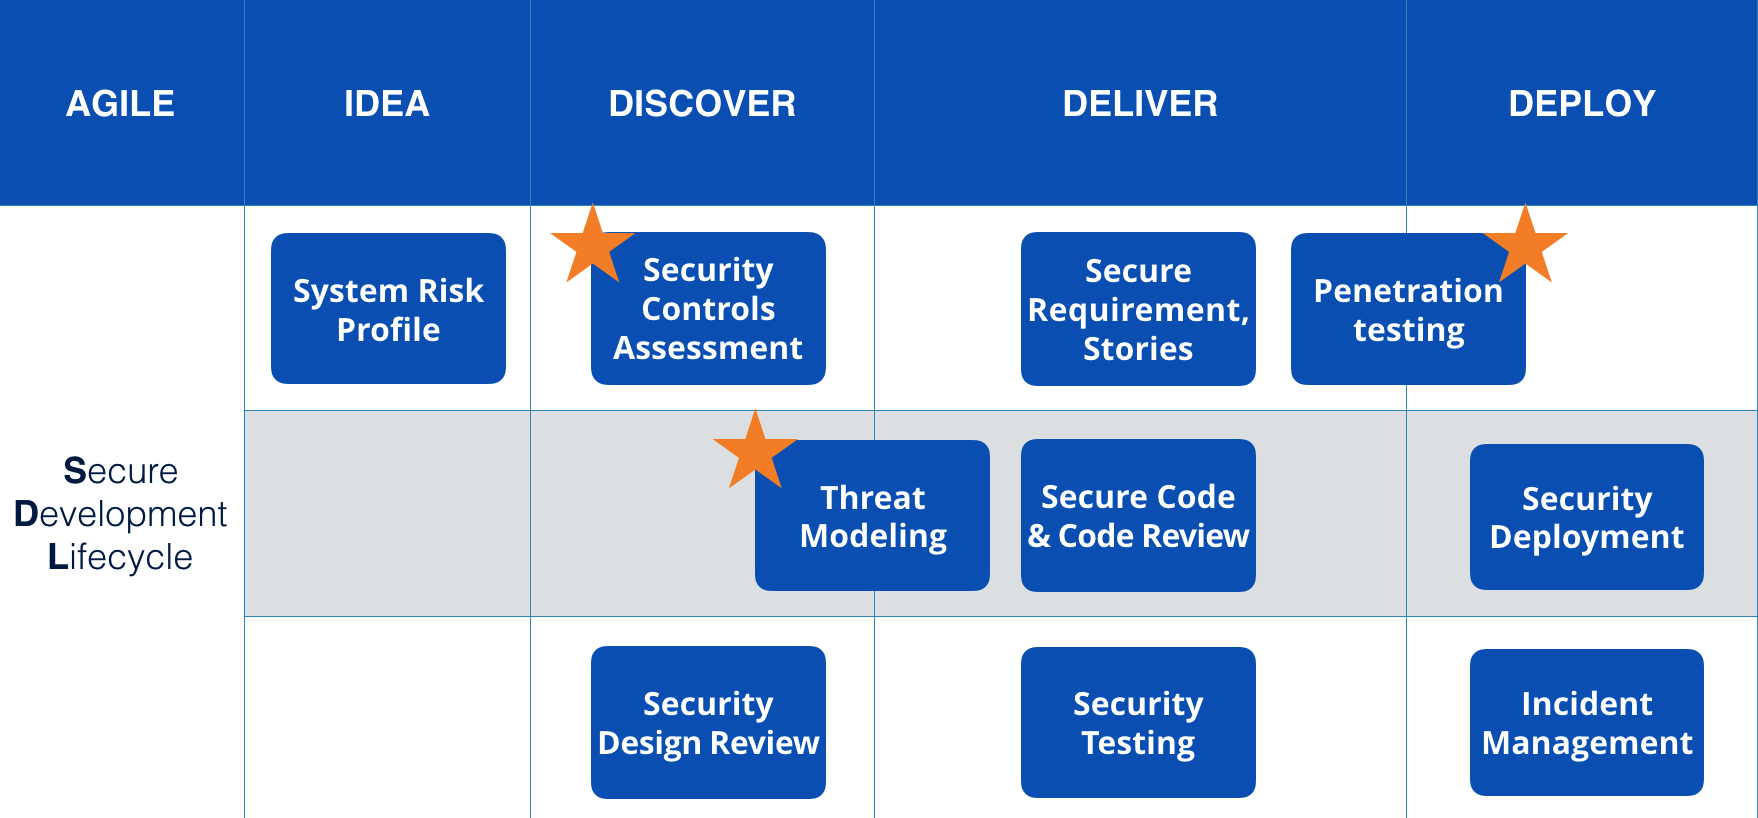 AGILE
IDEA
DISCOVER
DELIVER
DEPLOY
System Risk
Profile
Security
Controls
Assessment
Secure
Requirement,
Stories
Penetration
testing
Secure
Development
Lifecycle
Threat
Modeling
Secure Code
& Code Review
Security
Deployment
Security
Design Review
Security
Testing
Incident
Management